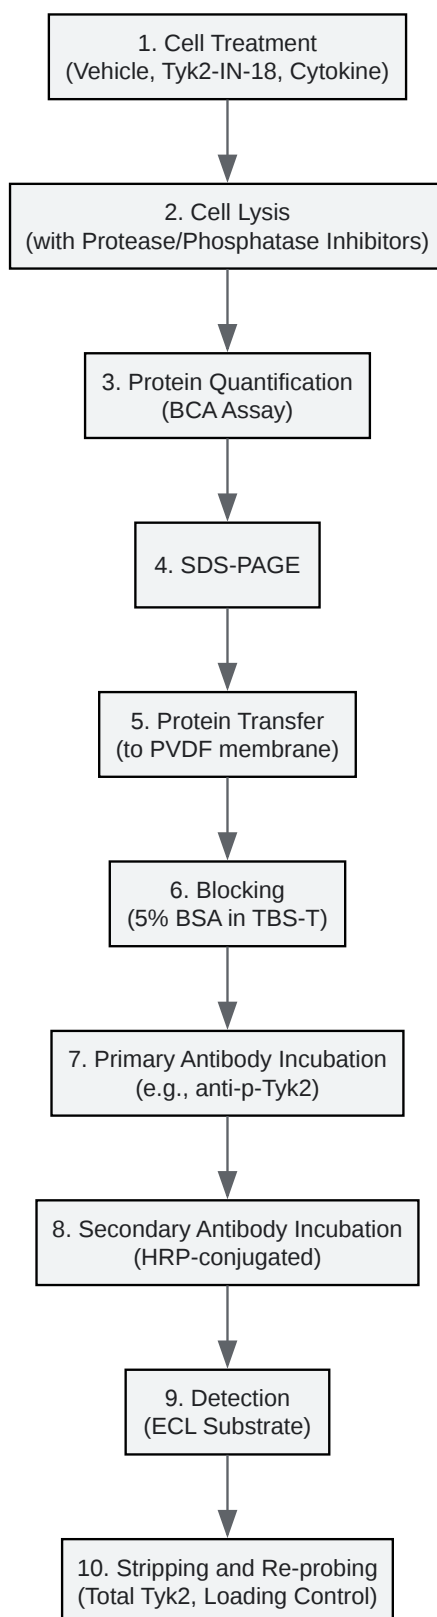 1. Cell Treatment
(Vehicle, Tyk2-IN-18, Cytokine)
2. Cell Lysis
(with Protease/Phosphatase Inhibitors)
3. Protein Quantification
(BCA Assay)
4. SDS-PAGE
5. Protein Transfer
(to PVDF membrane)
6. Blocking
(5% BSA in TBS-T)
7. Primary Antibody Incubation
(e.g., anti-p-Tyk2)
8. Secondary Antibody Incubation
(HRP-conjugated)
9. Detection
(ECL Substrate)
10. Stripping and Re-probing
(Total Tyk2, Loading Control)